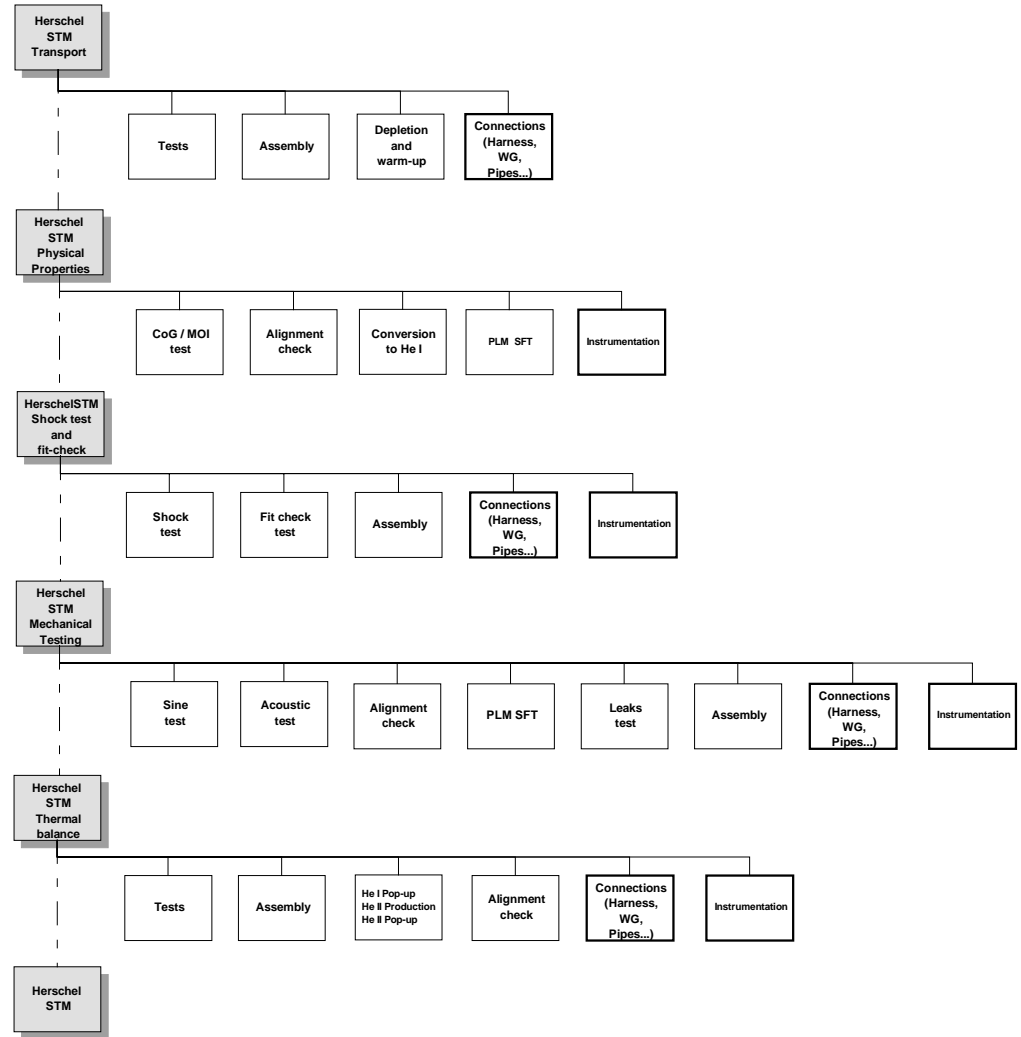 Herschel
STM
Transport
Tests
Assembly
Depletion
and
warm-up
Connections
(Harness,
WG,
Pipes...)
Herschel
STM
Physical
Properties
CoG / MOI
test
Alignment
check
Conversion
to He I
PLM SFT
Instrumentation
HerschelSTM
Shock test
and
fit-check
Shock
test
Fit check
test
Assembly
Connections
(Harness,
WG,
Pipes...)
Instrumentation
Herschel
STM
Mechanical
Testing
Sine
test
Acoustic
test
Alignment
check
PLM SFT
Leaks
test
Assembly
Connections
(Harness,
WG,
Pipes...)
Instrumentation
Herschel
STM
Thermal
balance
Tests
Assembly
He I Pop-up
He II Production
He II Pop-up
Alignment
check
Connections
(Harness,
WG,
Pipes...)
Instrumentation
Herschel
STM